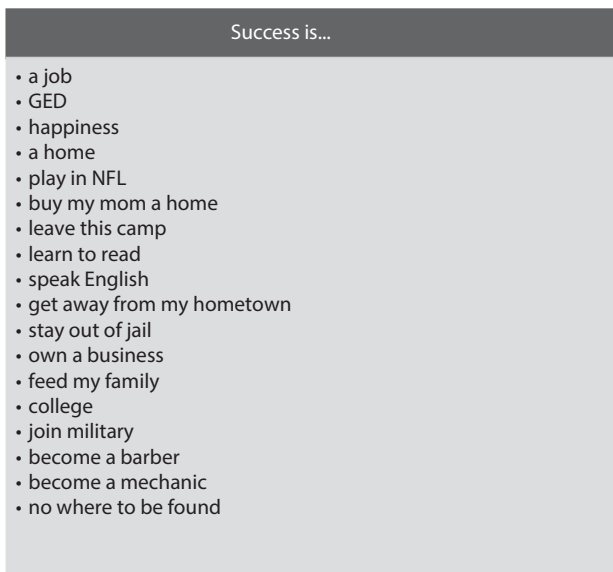 Success is...
• a job
• GED
• happiness
• a home
• play in NFL
• buy my mom a home
• leave this camp
• learn to read
• speak English
• get away from my hometown
• stay out of jail
• own a business
• feed my family
• college
• join military
• become a barber
• become a mechanic
• no where to be found